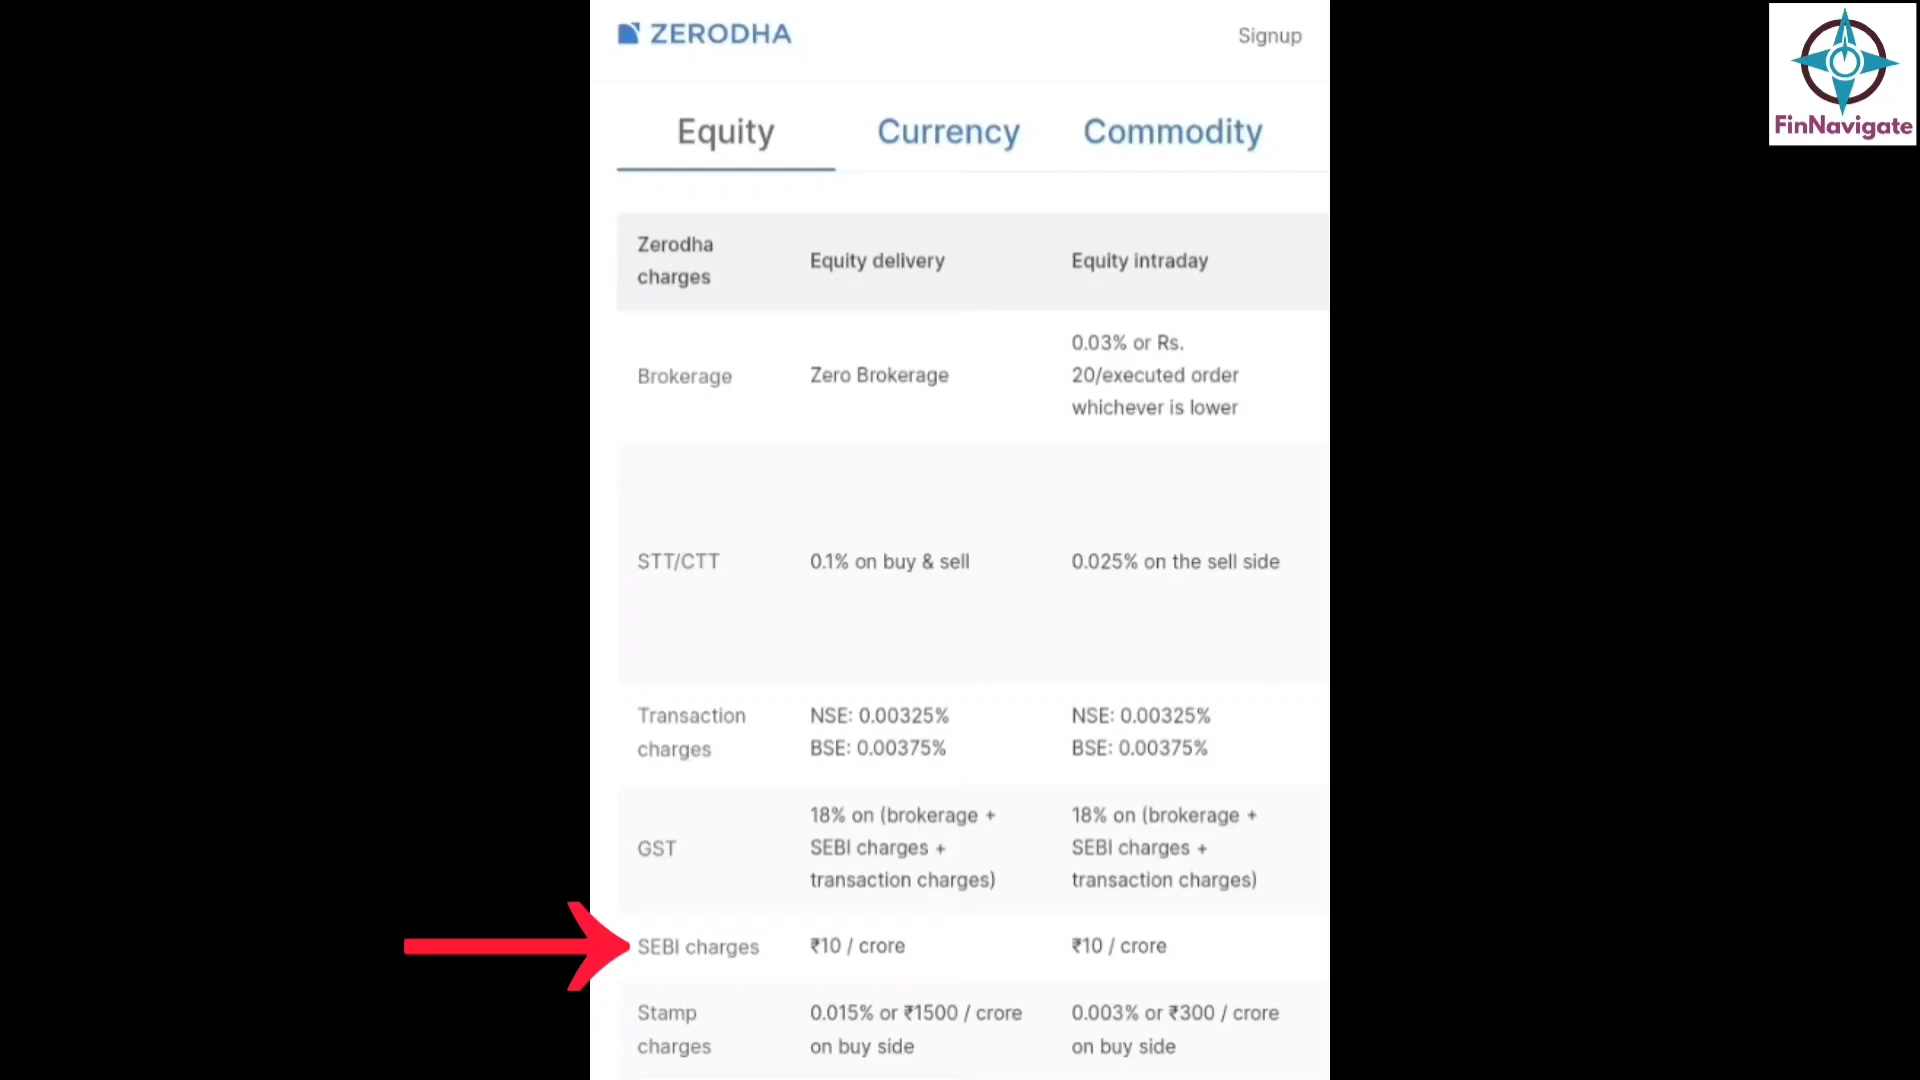 ZERODHA
Signup
FinNavigate
Equity
Currency
Commodity
Zerodha
charges
Equity delivery
Equity intraday
Brokerage
Zero Brokerage
0.03% or Rs.
20/executed order
whichever is lower
STT/CTT
0.1% on buy & sell
0.025% on the sell side
Transaction
charges
NSE: 0.00325%
BSE: 0.00375%
NSE: 0.00325%
BSE: 0.00375%
GST
18% on (brokerage +
SEBI charges +
transaction charges)
18% on (brokerage +
SEBI charges +
transaction charges)
SEBI charges
₹10 / crore
₹10 / crore
Stamp
charges
0.015% or ₹1500 / crore
on buy side
0.003% or ₹300 / crore
on buy side